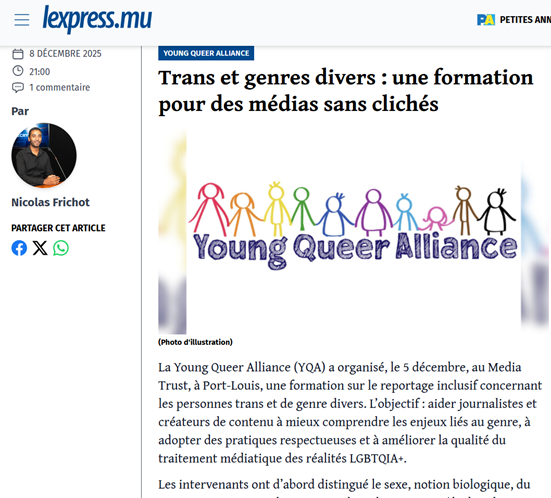 lexpress.mu
PA PETITES ANN
8 DÉCEMBRE 2025
21:00
1 commentaire
Par
Nicolas Frichot
PARTAGER CET ARTICLE
YOUNG QUEER ALLIANCE
Trans et genres divers : une formation
pour des médias sans clichés
Young Queer Alliance
(Photo d'illustration)
La Young Queer Alliance (YQA) a organisé, le 5 décembre, au Media
Trust, à Port-Louis, une formation sur le reportage inclusif concernant
les personnes trans et de genre divers. L’objectif : aider journalistes et
créateurs de contenu à mieux comprendre les enjeux liés au genre, à
adopter des pratiques respectueuses et à améliorer la qualité du
traitement médiatique des réalités LGBTQIA+.
Les intervenants ont d’abord distingué le sexe, notion biologique, du